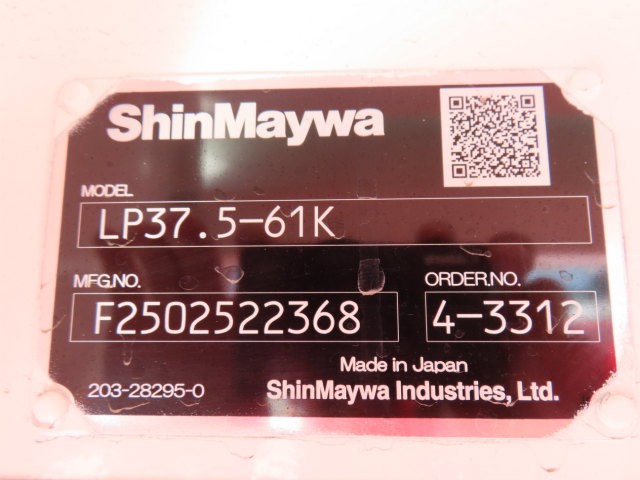 ShinMaywa
MODEL
LP37.5-61K
MFG.NO.
ORDER.NO.
F2502522368
4-3312
Made in Japan
203-28295-0
ShinMaywa Industries, Ltd.